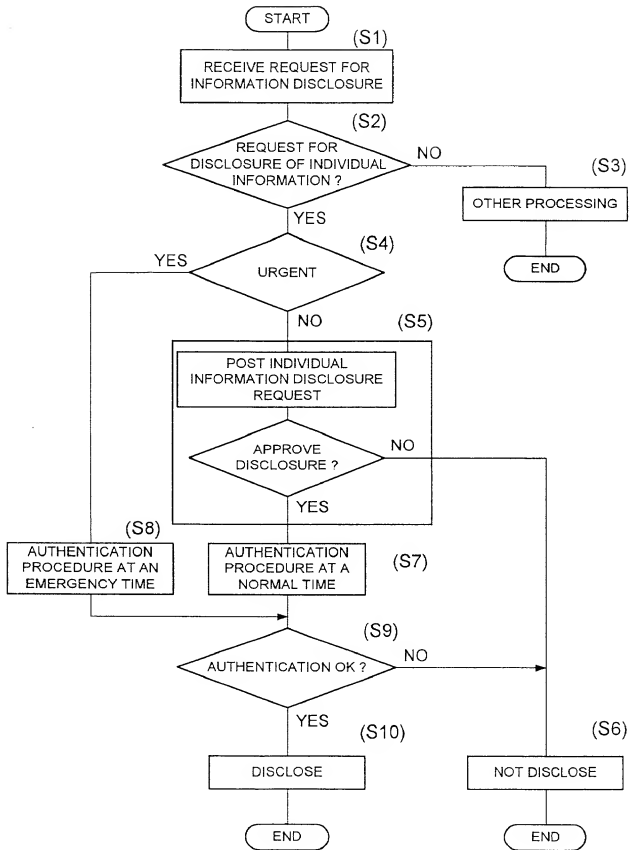 START
(S1)
RECEIVE REQUEST FOR
INFORMATION DISCLOSURE
(S2)
REQUEST FOR
DISCLOSURE OF INDIVIDUAL
INFORMATION ?
NO
(S3)
OTHER PROCESSING
END
YES
(S4)
YES
URGENT
NO
(S5)
POST INDIVIDUAL
INFORMATION DISCLOSURE
REQUEST
APPROVE
DISCLOSURE ?
NO
YES
(S8)
AUTHENTICATION
PROCEDURE AT AN
EMERGENCY TIME
AUTHENTICATION
PROCEDURE AT A
NORMAL TIME
(S7)
(S9)
AUTHENTICATION OK ?
NO
YES
(S10)
DISCLOSE
END
(S6)
NOT DISCLOSE
END